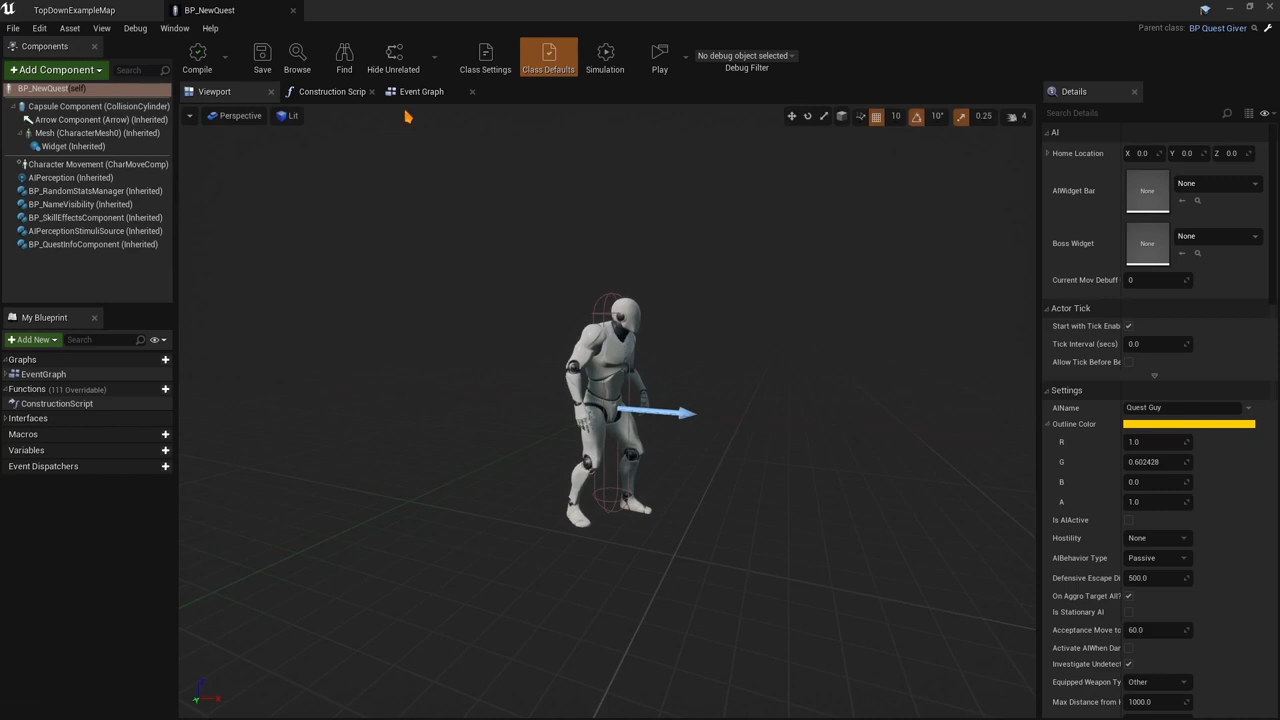 TopDownExampleMap
BP_NewQuest
File Edit Asset View Debug Window Help
Parent class: BP Quest Giver
Components
+Add Component
Search
BP_NewQuest(self)
Capsule Component (CollisionCylinder)
Arrow Component (Arrow) (Inherited)
Mesh (CharacterMesh0) (Inherited)
Widget (Inherited)
Character Movement (CharMoveComp)
AIPerception (Inherited)
BP_RandomStatsManager (Inherited)
BP_NameVisibility (Inherited)
BP_SkillEffectsComponent (Inherited)
AIPerceptionStimuliSource (Inherited)
BP_QuestInfoComponent (Inherited)
My Blueprint
+Add New
Search
Graphs
EventGraph
Functions (111 Overridable)
ConstructionScript
Interfaces
Macros
Variables
Event Dispatchers
Compile
Save
Browse
Find
Hide Unrelated
Class Settings
Class Defaults
Simulation
Play
No debug object selected
Debug Filter
Viewport
Construction Scrip
Event Graph
Perspective
Lit
10
10°
0.25
4
Z
X
Details
Search Details
AI
Home Location X 0.0 Y 0.0 Z 0.0
AIWidget Bar None None
Boss Widget None None
Current Mov Debuff 0
Actor Tick
Start with Tick Enab
Tick Interval (secs) 0.0
Allow Tick Before Be
Settings
AIName Quest Guy
Outline Color
R 1.0
G 0.602428
B 0.0
A 1.0
Is AIActive
Hostility None
AIBehavior Type Passive
Defensive Escape Di 500.0
On Aggro Target All?
Is Stationary AI
Acceptance Move to 60.0
Activate AIWhen Dar
Investigate Undetect
Equipped Weapon Ty Other
Max Distance from 1000.0